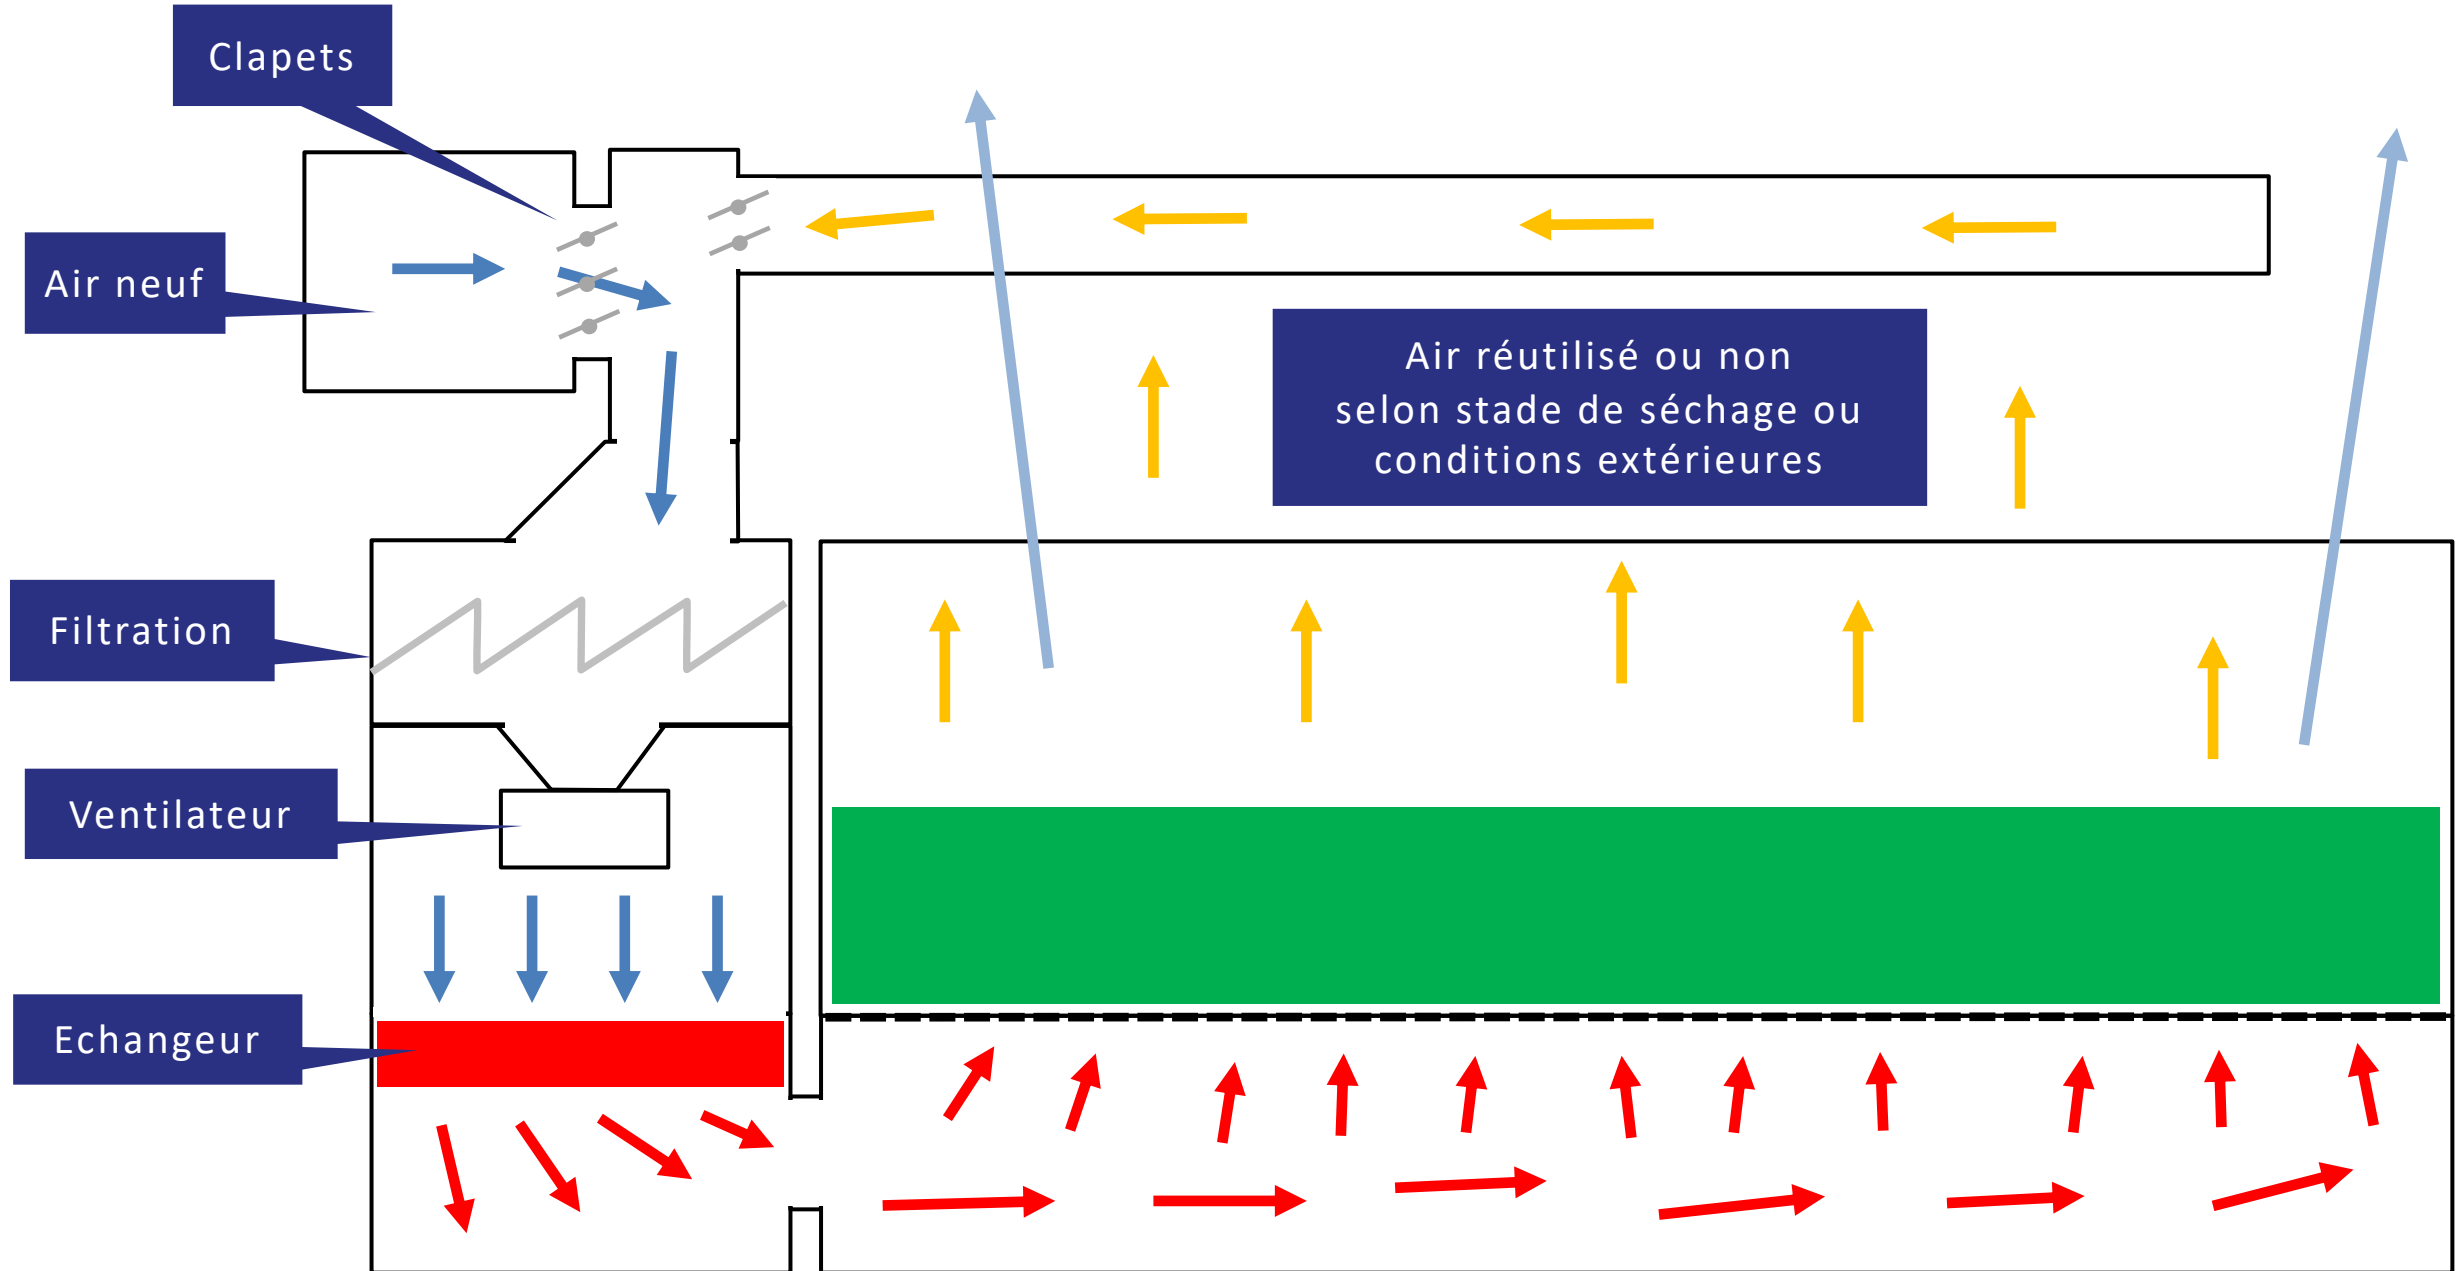 Clapets
Air neuf
Air réutilisé ou non
selon stade de séchage ou
conditions extérieures
Filtration
Ventilateur
Echangeur